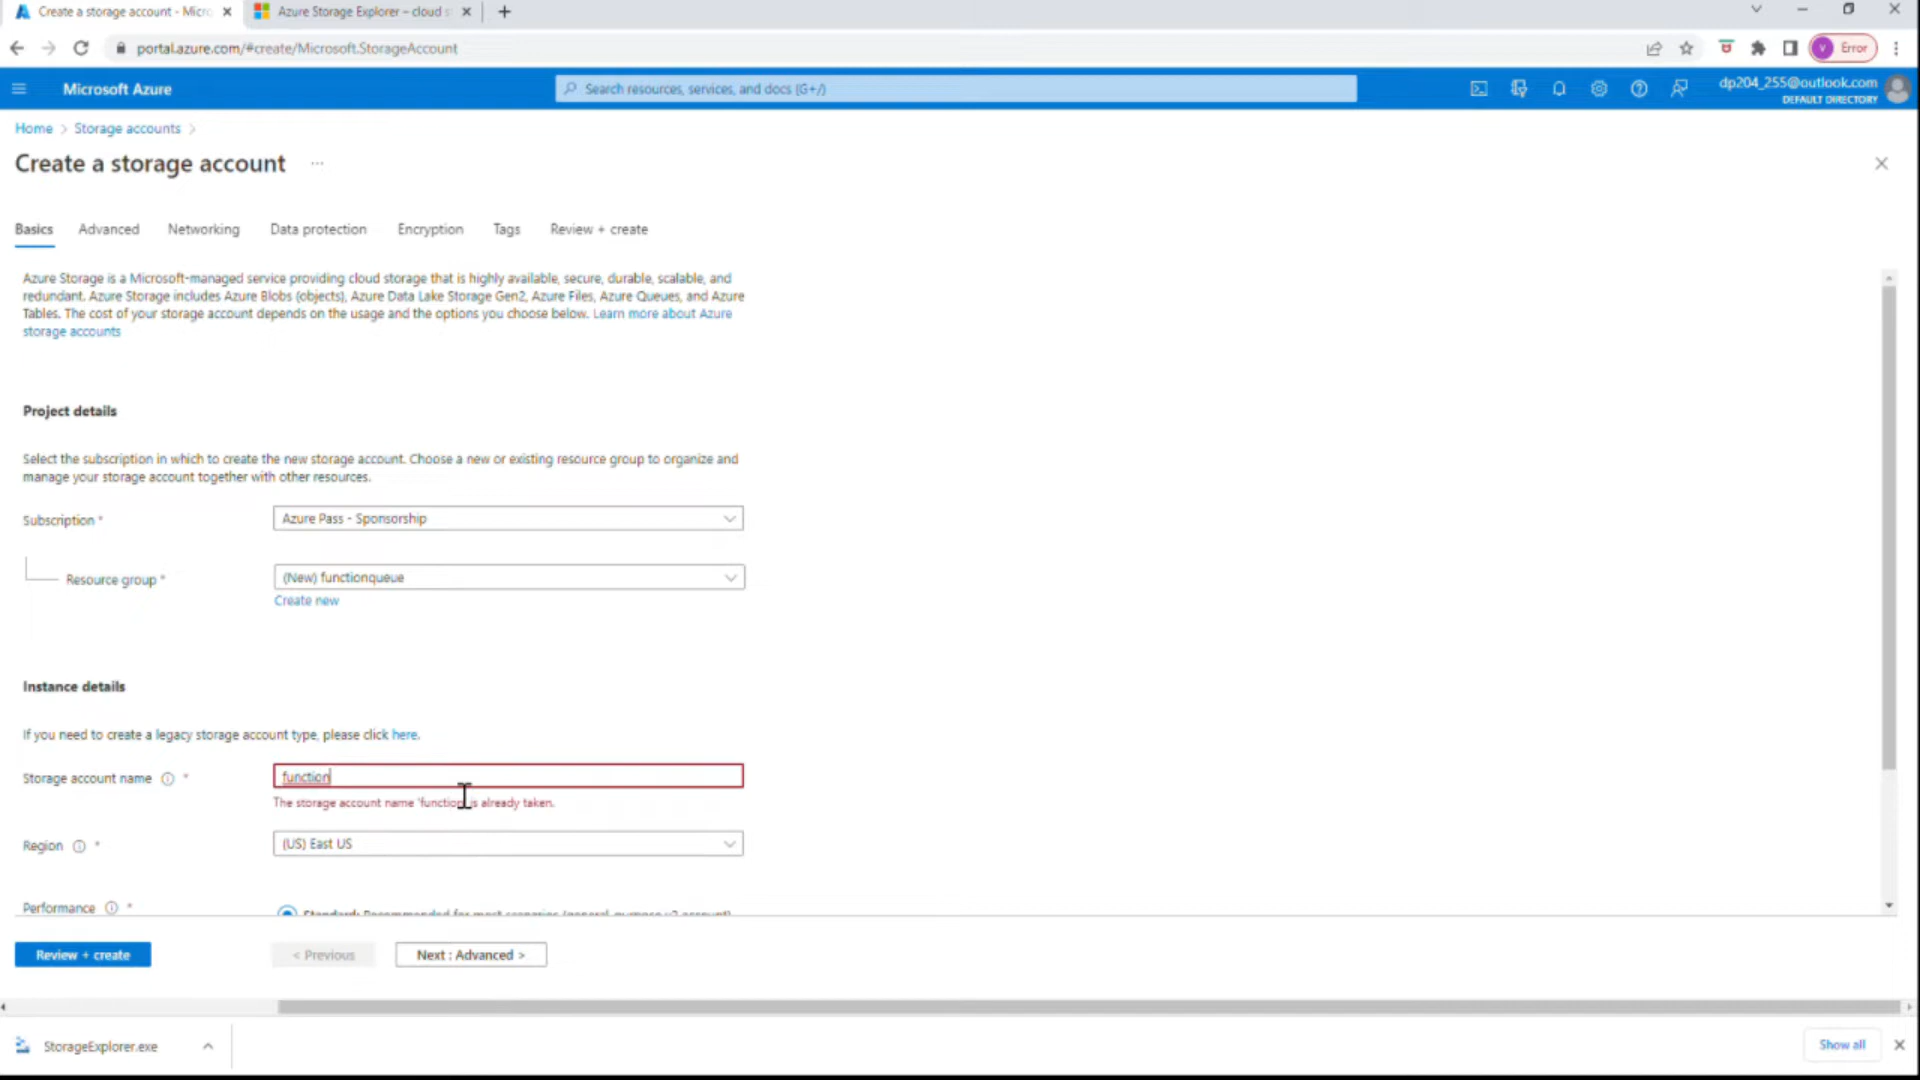 Create a storage account - Micro
Azure Storage Explorer – cloud s
portal.azure.com/#create/Microsoft.StorageAccount
V
Error
Microsoft Azure
Search resources, services, and docs (G+/)
dp204_255@outlook.com
DEFAULT DIRECTORY
Home > Storage accounts >
Create a storage account ...
Basics Advanced Networking Data protection Encryption Tags Review + create
Azure Storage is a Microsoft-managed service providing cloud storage that is highly available, secure, durable, scalable, and
redundant. Azure Storage includes Azure Blobs (objects), Azure Data Lake Storage Gen2, Azure Files, Azure Queues, and Azure
Tables. The cost of your storage account depends on the usage and the options you choose below. Learn more about Azure
storage accounts
Project details
Select the subscription in which to create the new storage account. Choose a new or existing resource group to organize and
manage your storage account together with other resources.
Subscription * Azure Pass - Sponsorship
Resource group * (New) functionqueue
Create new
Instance details
If you need to create a legacy storage account type, please click here.
Storage account name * function
The storage account name 'function' is already taken.
Region * (US) East US
Performance * Standard: Recommended for most scenarios (general-purpose v2 account)
Review + create < Previous Next : Advanced >
StorageExplorer.exe
Show all